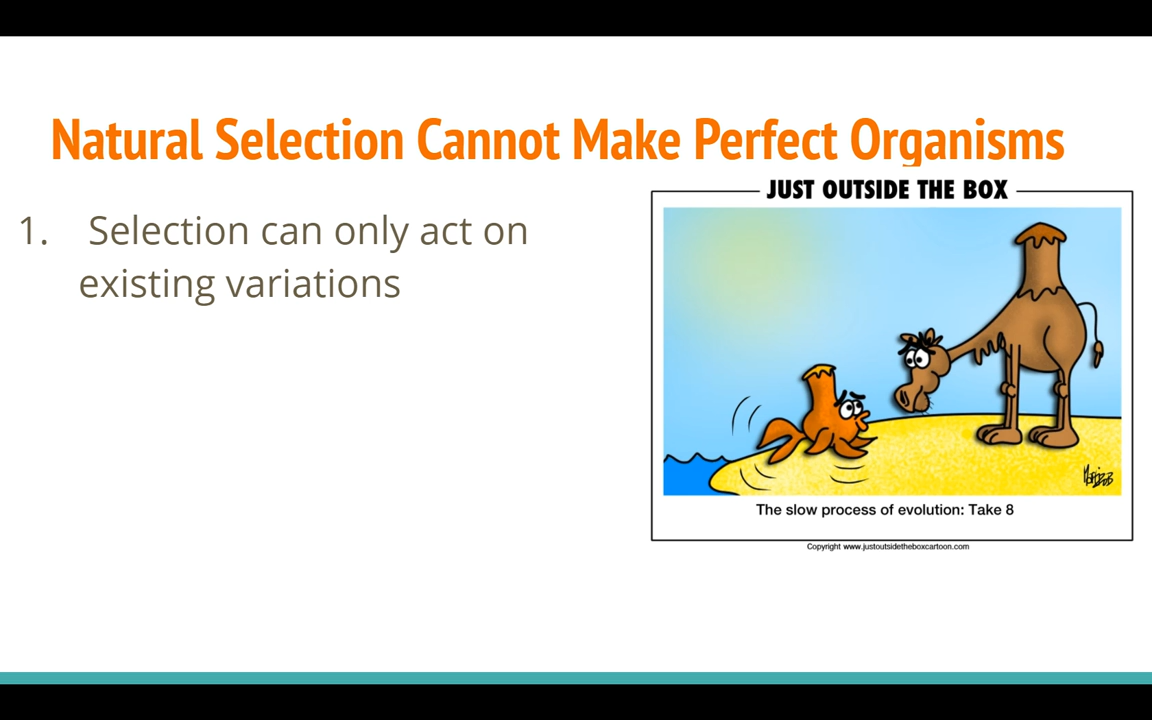 Natural Selection Cannot Make Perfect Organisms
1. Selection can only act on
existing variations
JUST OUTSIDE THE BOX
The slow process of evolution: Take 8
Copyright www.justoutsidetheboxcartoon.com